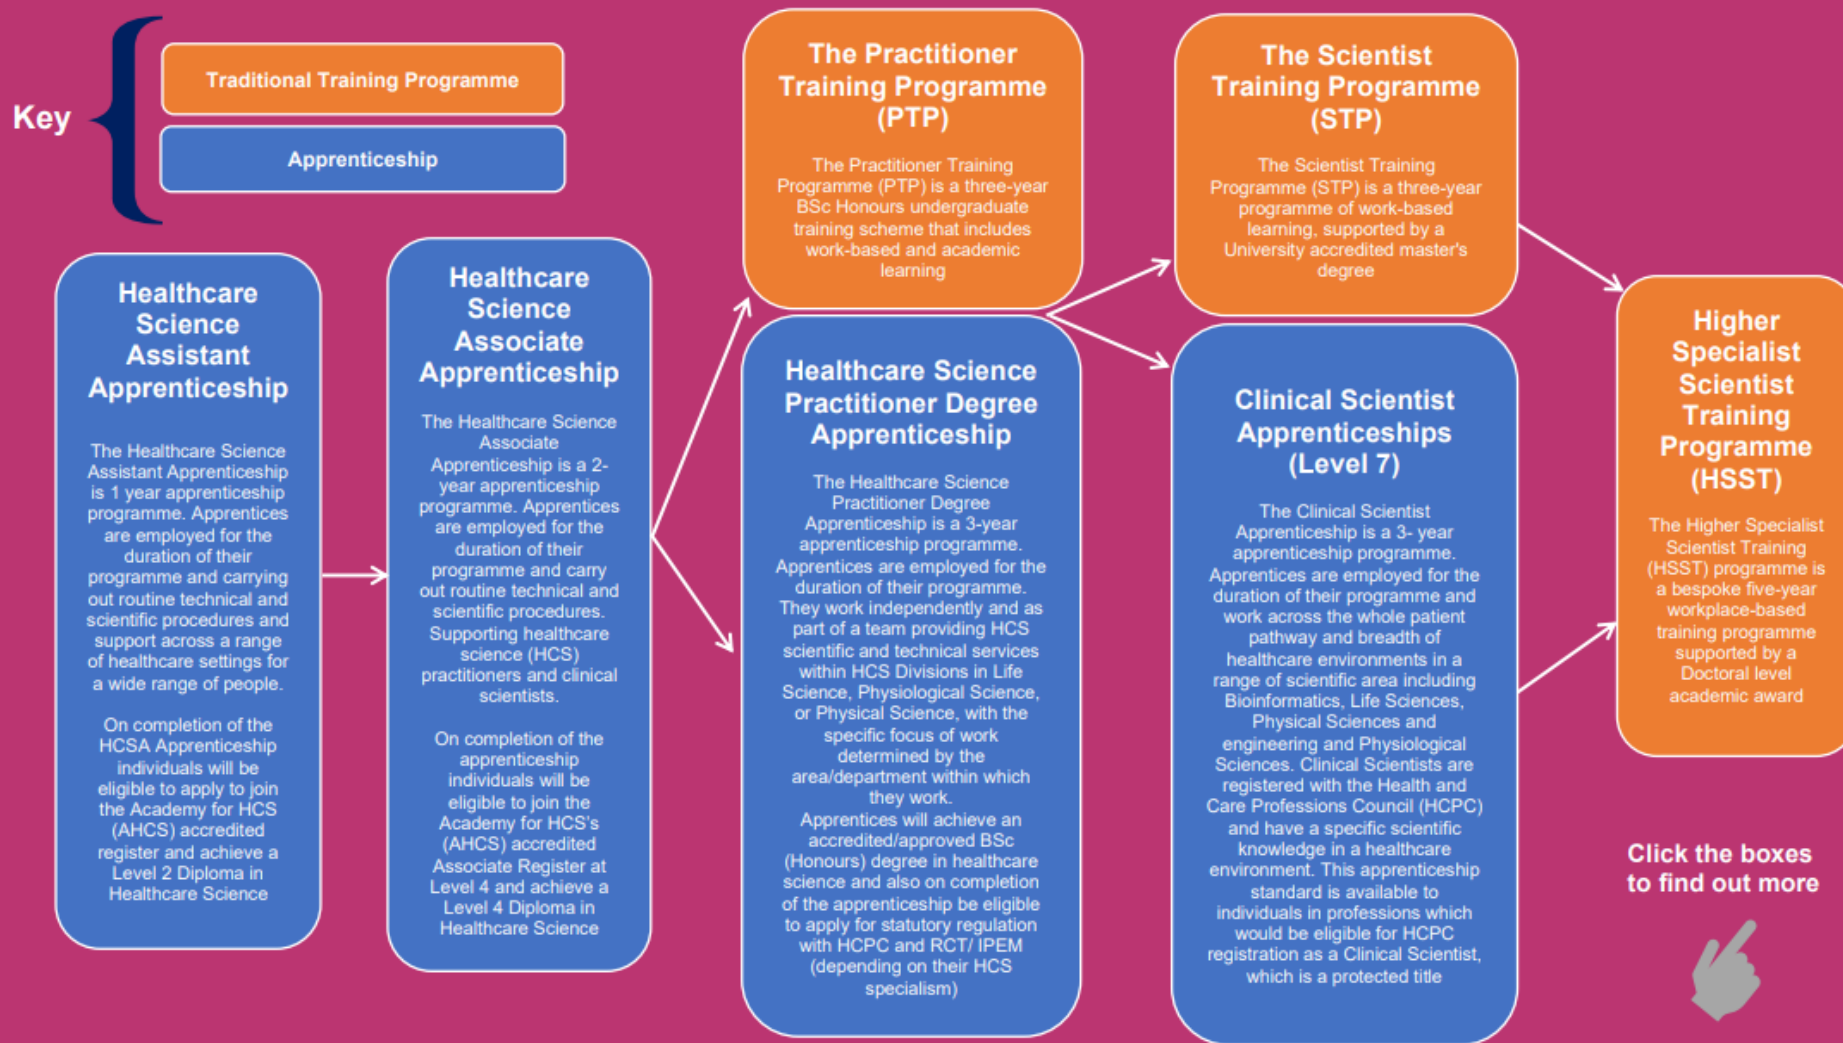 Key
Traditional Training Programme
Apprenticeship
Healthcare
Science
Assistant
Apprenticeship
The Healthcare Science
Assistant Apprenticeship
is 1 year apprenticeship
programme. Apprentices
are employed for the
duration of their
programme and carrying
out routine technical and
scientific procedures and
support across a range
of healthcare settings for
a wide range of people.
On completion of the
HCSA Apprenticeship
individuals will be
eligible to apply to join
the Academy for HCS
(AHCS) accredited
register and achieve a
Level 2 Diploma in
Healthcare Science
Healthcare
Science
Associate
Apprenticeship
The Healthcare Science
Associate
Apprenticeship is a 2-
year apprenticeship
programme. Apprentices
are employed for the
duration of their
programme and carry
out routine technical and
scientific procedures.
Supporting healthcare
science (HCS)
practitioners and clinical
scientists.
On completion of the
apprenticeship
individuals will be
eligible to join the
Academy for HCS's
(AHCS) accredited
Associate Register at
Level 4 and achieve a
Level 4 Diploma in
Healthcare Science
The Practitioner
Training Programme
(PTP)
The Practitioner Training
Programme (PTP) is a three-year
BSc Honours undergraduate
training scheme that includes
work-based and academic
learning
Healthcare Science
Practitioner Degree
Apprenticeship
The Healthcare Science
Practitioner Degree
Apprenticeship is a 3-year
apprenticeship programme.
Apprentices are employed for the
duration of their programme.
They work independently and as
part of a team providing HCS
scientific and technical services
within HCS Divisions in Life
Science, Physiological Science,
or Physical Science, with the
specific focus of work
determined by the
area/department within which
they work.
Apprentices will achieve an
accredited/approved BSc
(Honours) degree in healthcare
science and also on completion
of the apprenticeship be eligible
to apply for statutory regulation
with HCPC and RCT/ IPEM
(depending on their HCS
specialism)
The Scientist
Training Programme
(STP)
The Scientist Training
Programme (STP) is a three-year
programme of work-based
learning, supported by a
University accredited master's
degree
Clinical Scientist
Apprenticeships
(Level 7)
The Clinical Scientist
Apprenticeship is a 3- year
apprenticeship programme.
Apprentices are employed for the
duration of their programme and
work across the whole patient
pathway and breadth of
healthcare environments in a
range of scientific area including
Bioinformatics, Life Sciences,
Physical Sciences and
engineering and Physiological
Sciences. Clinical Scientists are
registered with the Health and
Care Professions Council (HCPC)
and have a specific scientific
knowledge in a healthcare
environment. This apprenticeship
standard is available to
individuals in professions which
would be eligible for HCPC
registration as a Clinical Scientist,
which is a protected title
Higher
Specialist
Scientist
Training
Programme
(HSST)
The Higher Specialist
Scientist Training
(HSST) programme is
a bespoke five-year
workplace-based
training programme
supported by a
Doctoral level
academic award
Click the boxes
to find out more